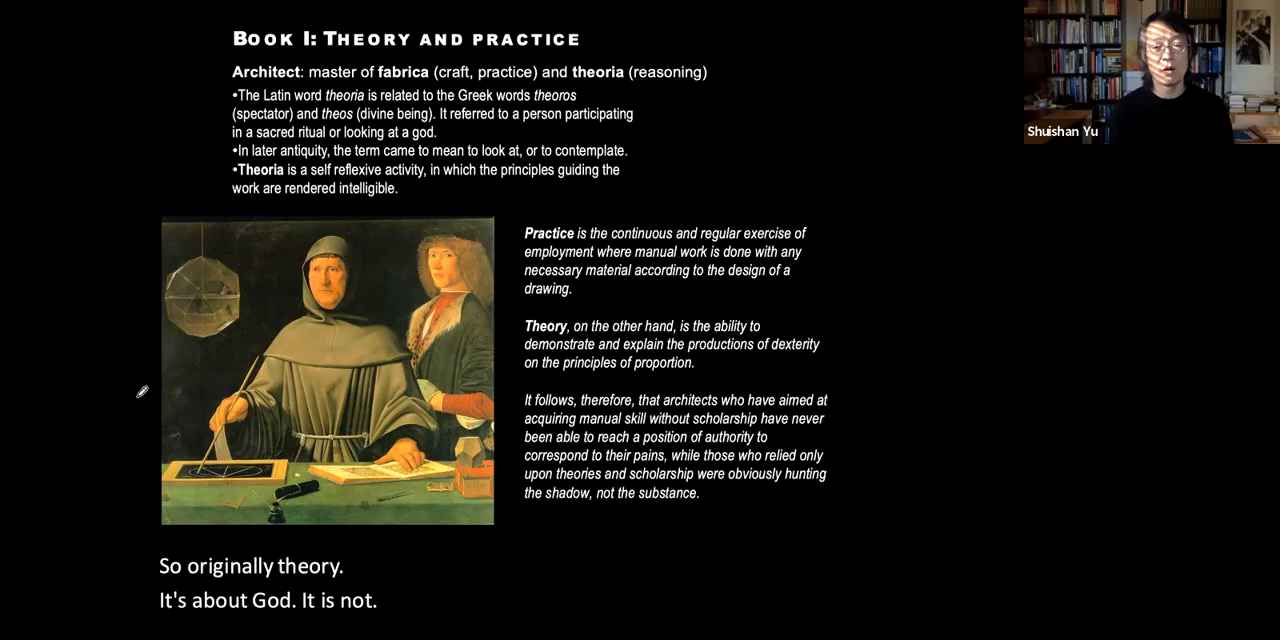 BOOK I: THEORY AND PRACTICE
Architect: master of fabrica (craft, practice) and theoria (reasoning)
•The Latin word theoria is related to the Greek words theoros
(spectator) and theos (divine being). It referred to a person participating
in a sacred ritual or looking at a god.
•In later antiquity, the term came to mean to look at, or to contemplate.
•Theoria is a self reflexive activity, in which the principles guiding the
work are rendered intelligible.
Shuishan Yu
Practice is the continuous and regular exercise of
employment where manual work is done with any
necessary material according to the design of a
drawing.
Theory, on the other hand, is the ability to
demonstrate and explain the productions of dexterity
on the principles of proportion.
It follows, therefore, that architects who have aimed at
acquiring manual skill without scholarship have never
been able to reach a position of authority to
correspond to their pains, while those who relied only
upon theories and scholarship were obviously hunting
the shadow, not the substance.
So originally theory.
It's about God. It is not.